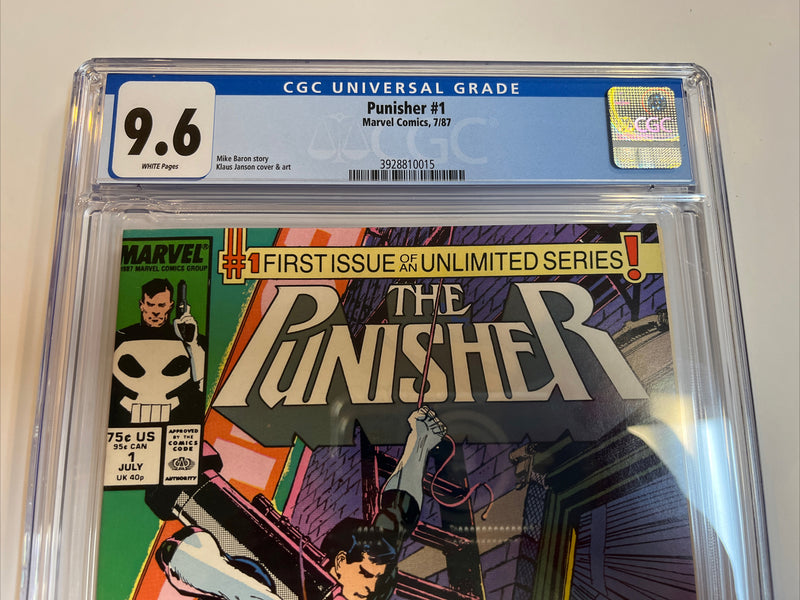 CGC UNIVERSAL GRADE
9.6
WHITE Pages
Punisher #1
Marvel Comics, 7/87
Mike Baron story
Klaus Janson cover & art
3928810015
CGC
CGC
MARVEL®
1987 MARVEL COMICS GROUP
#1 FIRST ISSUE OF AN UNLIMITED SERIES!
THE
PUNISHER
75¢ US
95¢ CAN
1
JULY
UK 40p
APPROVED
BY THE
COMICS
CODE
AUTHORITY